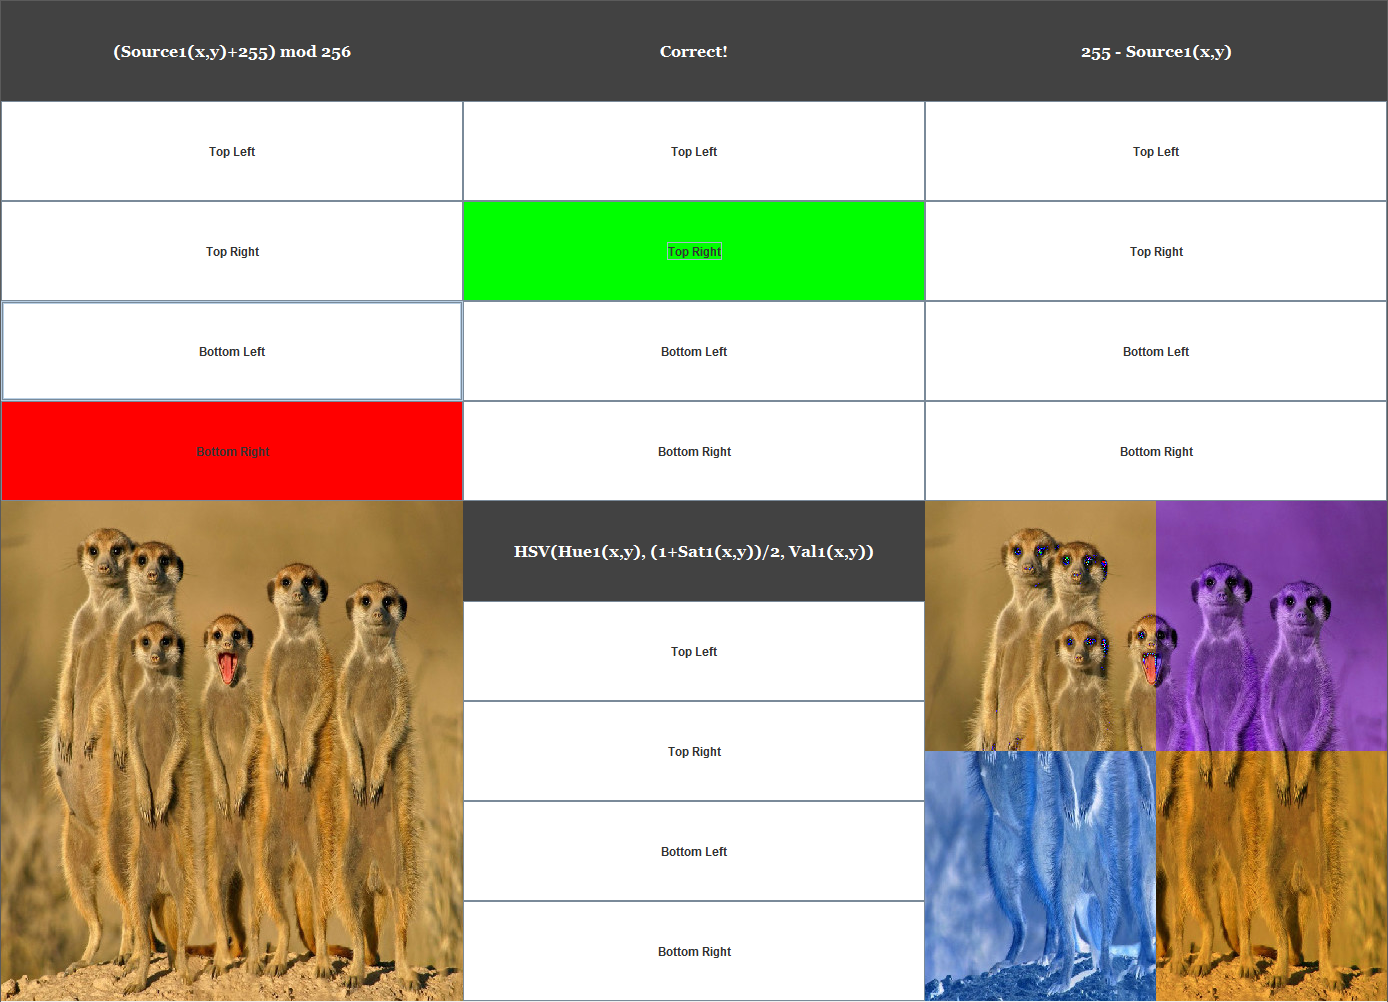 (Source1(x,y)+255) mod 256
Correct!
255 - Source1(x,y)
Top Left
Top Left
Top Left
Top Right
Top Right
Top Right
Bottom Left
Bottom Left
Bottom Left
Bottom Right
Bottom Right
Bottom Right
HSV(Hue1(x,y), (1+Sat1(x,y))/2, Val1(x,y))
Top Left
Top Right
Bottom Left
Bottom Right